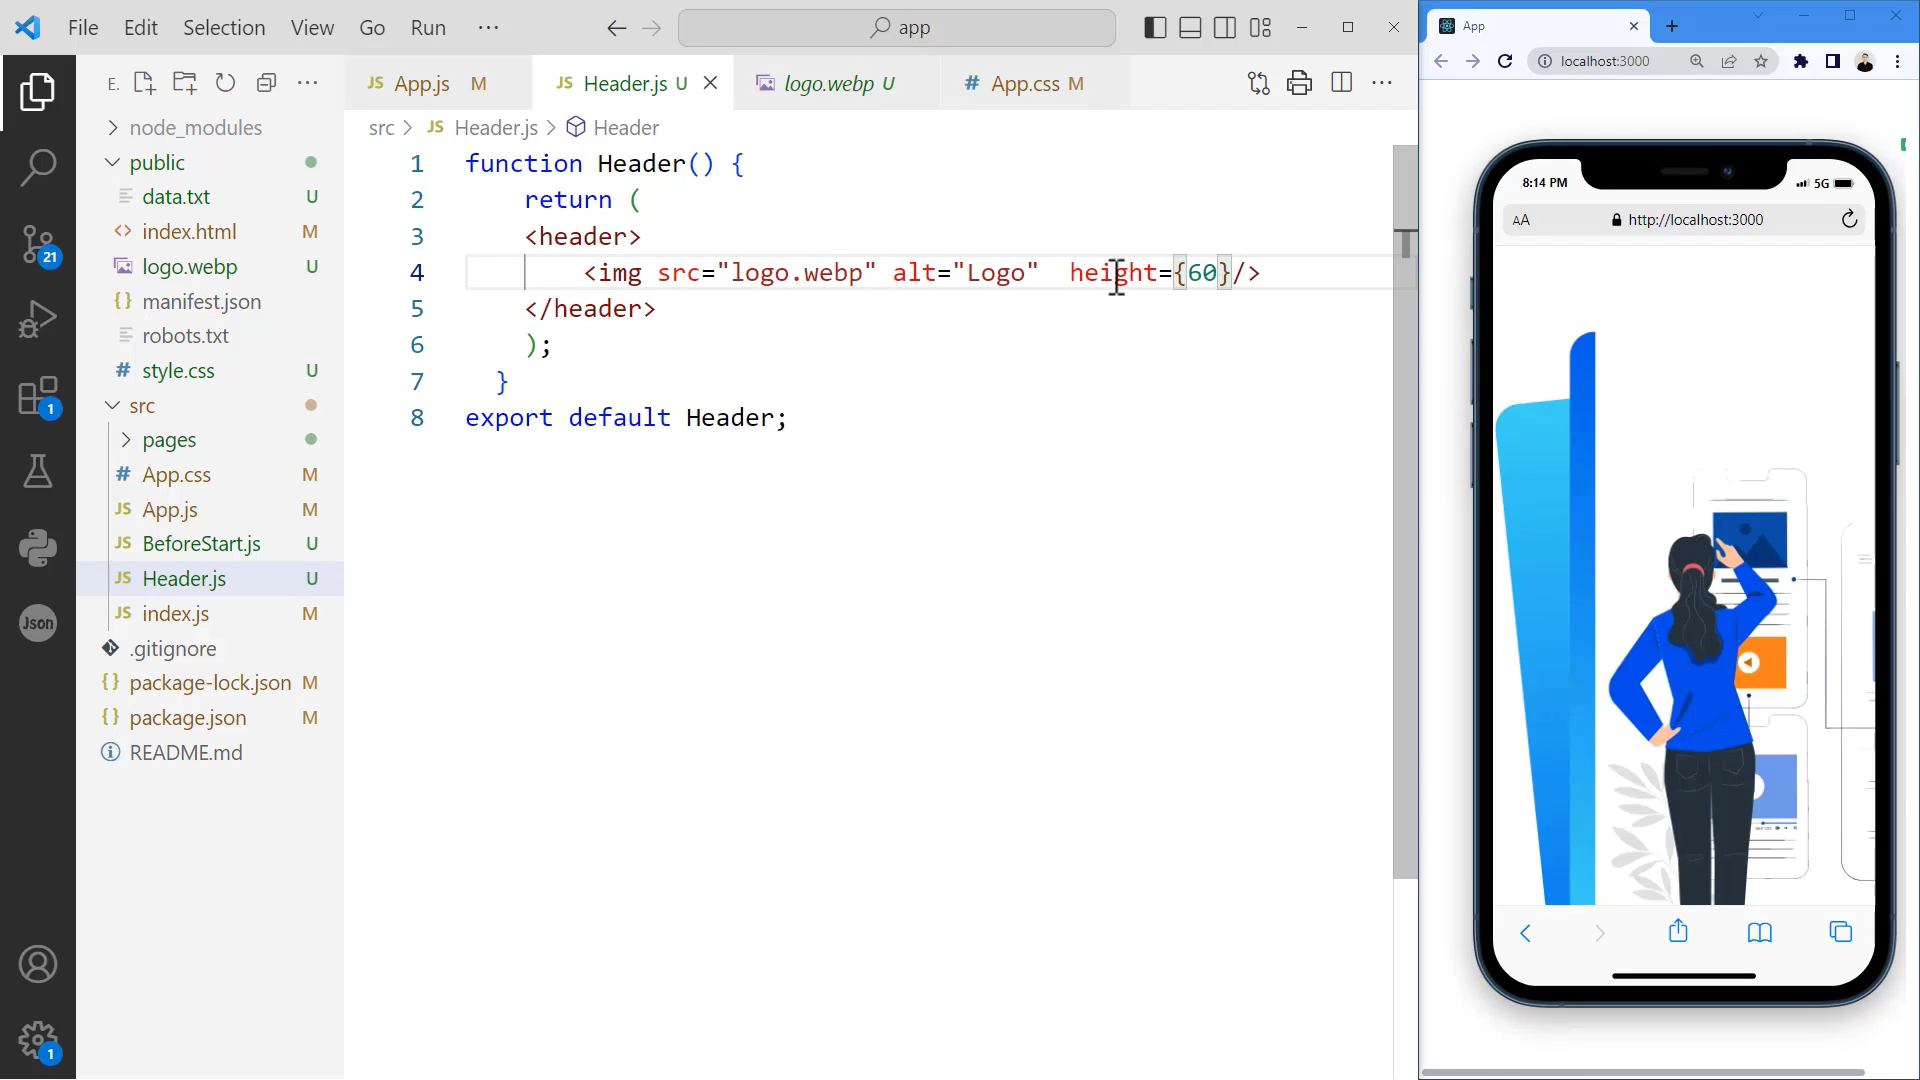 File Edit Selection View Go Run ···
app
App
localhost:3000
E.
node_modules
public
data.txt U
index.html M
logo.webp U
manifest.json
robots.txt
style.css U
src
pages
App.css M
App.js M
BeforeStart.js U
Header.js U
index.js M
.gitignore
package-lock.json M
package.json M
README.md
21
1
Json
1
JS App.js M
JS Header.js U
logo.webp U
# App.css M
src > JS Header.js > Header
1 function Header() {
2 return (
3 <header>
4 <img src="logo.webp" alt="Logo"  height={60}/>
5 </header>
6 );
7 }
8 export default Header;
8:14 PM
5G
AA
http://localhost:3000